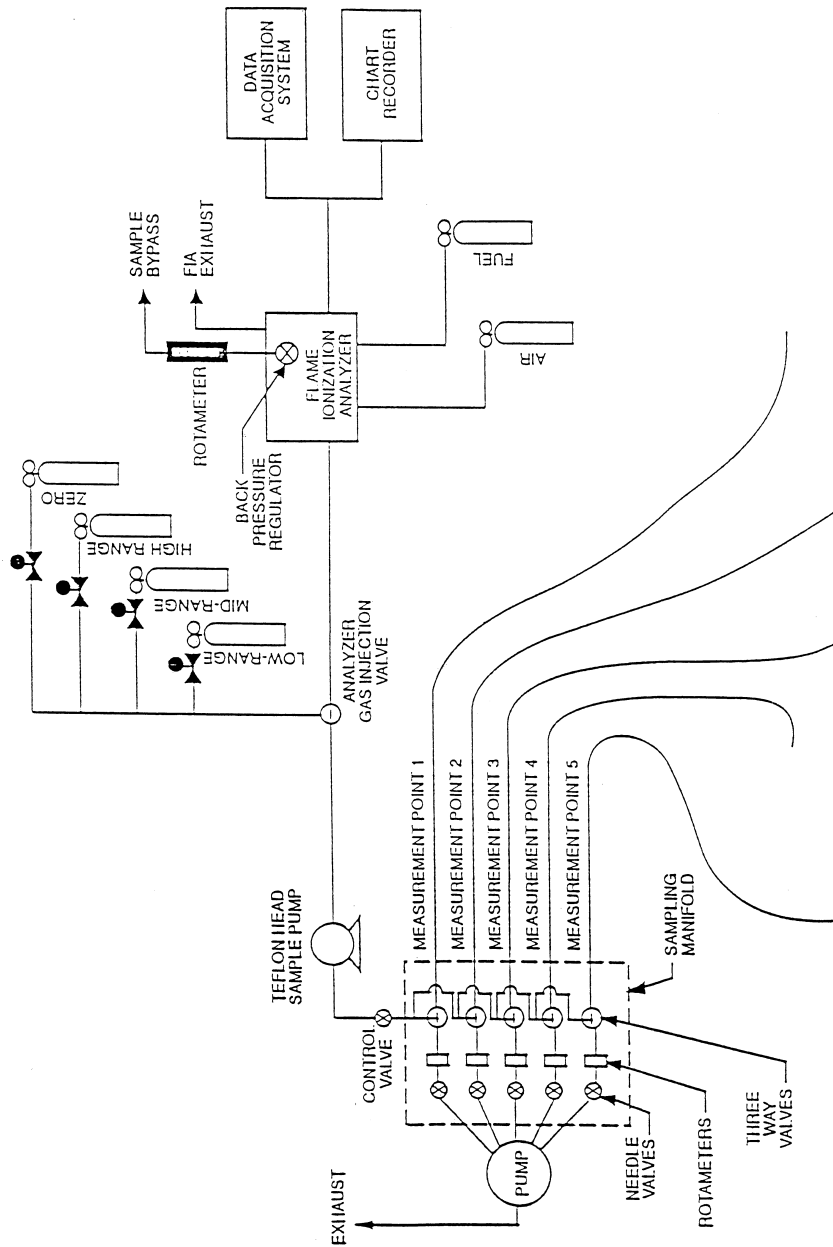 DATA
ACQUISITION
SYSTEM
CHART
RECORDER
SAMPLE
BYPASS
FIA
EXHAUST
ROTAMETER
BACK
PRESSURE
REGULATOR
FLAME
IONIZATION
ANALYZER
FUEL
AIR
ZERO
HIGH RANGE
MID-RANGE
LOW-RANGE
ANALYZER
GAS INJECTION
VALVE
TEFLON HEAD
SAMPLE PUMP
CONTROL
VALVE
MEASUREMENT POINT 1
MEASUREMENT POINT 2
MEASUREMENT POINT 3
MEASUREMENT POINT 4
MEASUREMENT POINT 5
SAMPLING
MANIFOLD
THREE
WAY
VALVES
ROTAMETERS
NEEDLE
VALVES
PUMP
EXHAUST